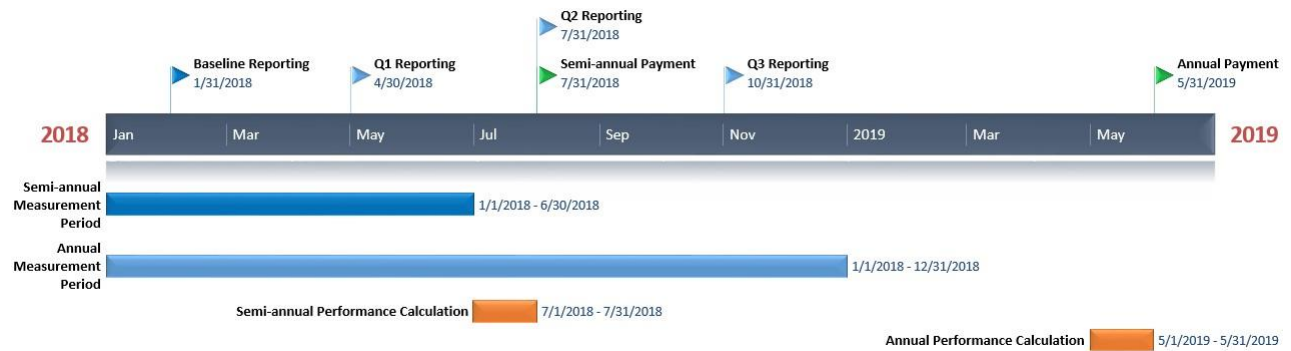 Q2 Reporting
7/31/2018
Baseline Reporting
1/31/2018
Q1 Reporting
4/30/2018
Semi-annual Payment
7/31/2018
Q3 Reporting
10/31/2018
Annual Payment
5/31/2019
2018 Jan Mar May Jul Sep Nov 2019 Mar May 2019
Semi-annual
Measurement
Period
1/1/2018 - 6/30/2018
Annual
Measurement
Period
1/1/2018 - 12/31/2018
Semi-annual Performance Calculation 7/1/2018 - 7/31/2018
Annual Performance Calculation 5/1/2019 - 5/31/2019